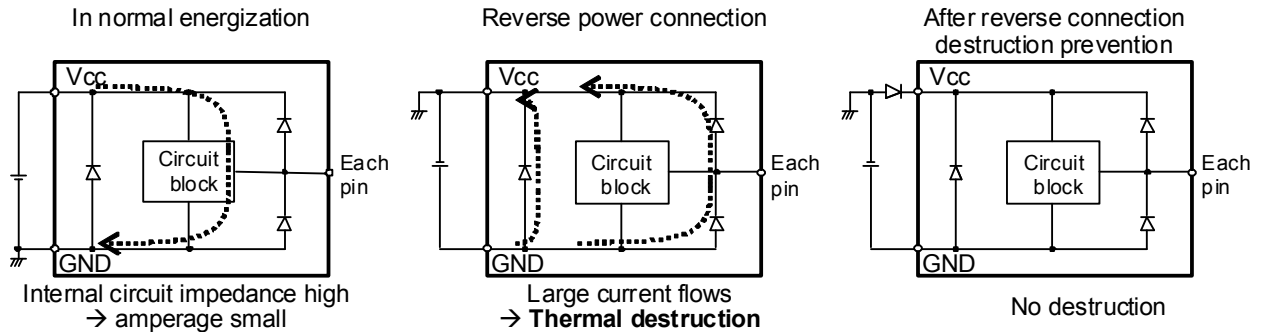 In normal energization
Vcc
Circuit
block
Each
pin
GND
Internal circuit impedance high
→ amperage small
Reverse power connection
Vcc
Circuit
block
Each
pin
GND
Large current flows
→ Thermal destruction
After reverse connection
destruction prevention
Vcc
Circuit
block
Each
pin
GND
No destruction